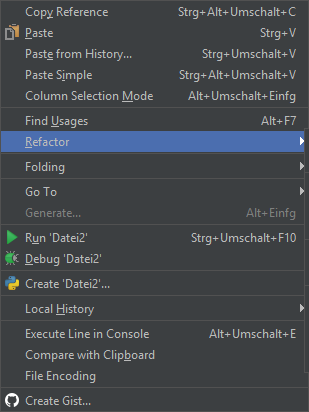 Copy Reference Strg+Alt+Umschalt+C
Paste Strg+V
Paste from History... Strg+Umschalt+V
Paste Simple Strg+Alt+Umschalt+V
Column Selection Mode Alt+Umschalt+Einfg
Find Usages Alt+F7
Refactor
Folding
Go To
Generate... Alt+Einfg
Run 'Datei2' Strg+Umschalt+F10
Debug 'Datei2'
Create 'Datei2'...
Local History
Execute Line in Console Alt+Umschalt+E
Compare with Clipboard
File Encoding
Create Gist...